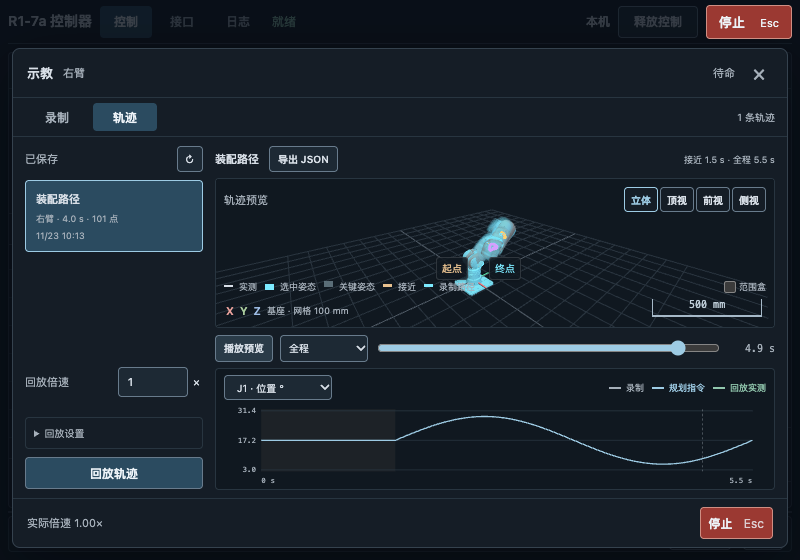 R1-7a 控制器 控制 接口 日志 就绪 本机 释放控制 停止 Esc
示教 右臂 待命
录制 轨迹 1 条轨迹
已保存
装配路径
右臂 · 4.0 s · 101 点
11/23 10:13
回放倍速 1 ×
回放设置
回放轨迹
装配路径 导出 JSON 接近 1.5 s · 全程 5.5 s
轨迹预览 立体 顶视 前视 侧视
起点 终点
实测 选中姿态 关键姿态 接近 录制 范围盒
X Y Z 基座 · 网格 100 mm 500 mm
播放预览 全程 4.9 s
J1 · 位置 ° 录制 规划指令 回放实测
31.4
17.2
3.0
0 s 5.5 s
实际倍速 1.00× 停止 Esc